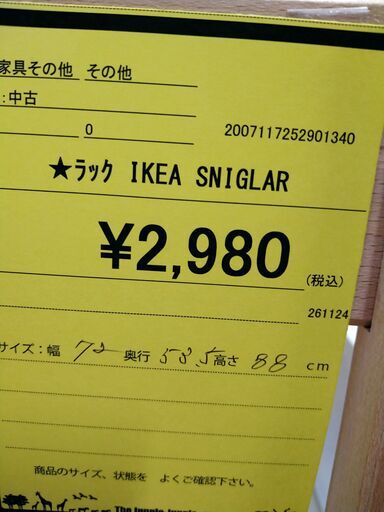 家具その他 その他
:中古
0
2007117252901340
★ラック IKEA SNIGLAR
¥2,980
(税込)
261124
サイズ:幅 72 奥行 53.5 高さ 88 cm
商品のサイズ、状態を よくご確認下さい。
The Jungle